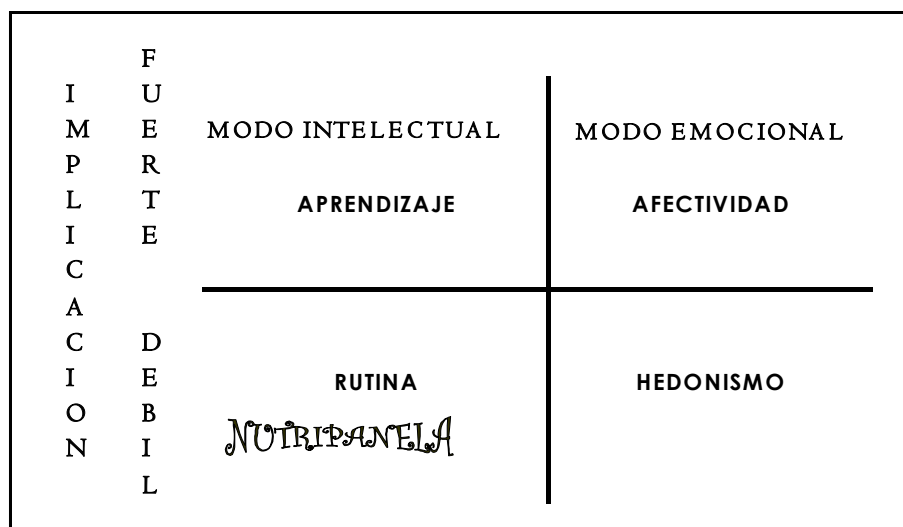 IMPLICACION
FUERTE
DEBIL
MODO INTELECTUAL
MODO EMOCIONAL
APRENDIZAJE
AFECTIVIDAD
RUTINA
HEDONISMO
NUTRIPANELA